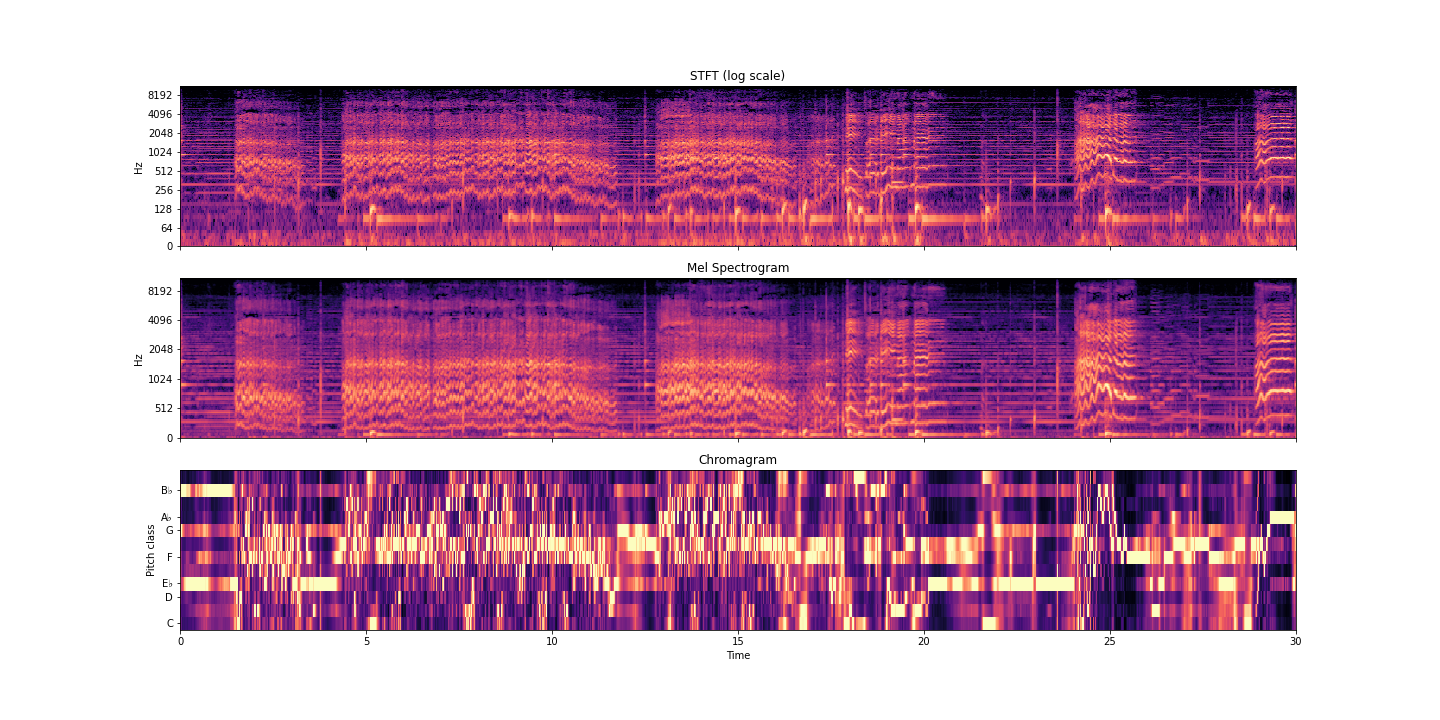 STFT (log scale)
Hz
8192
4096
2048
1024
512
256
128
64
0
Mel Spectrogram
Hz
8192
4096
2048
1024
512
0
Chromagram
Pitch class
B♭
A♭
G
F
E♭
D
C
0 5 10 15 20 25 30
Time